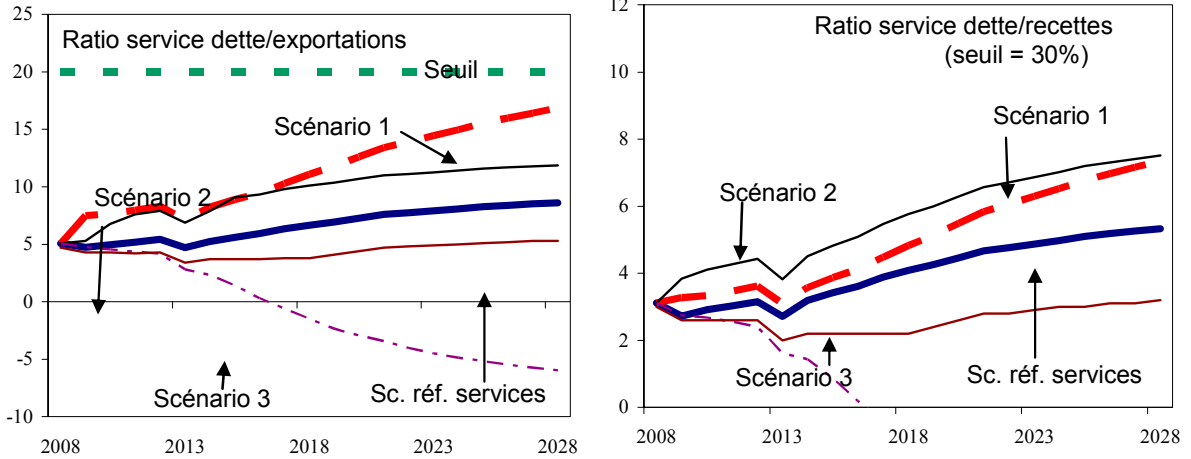 25
20
15
10
5
0
-5
-10
Ratio service dette/exportations
Seuil
Scénario 1
Scénario 2
Scénario 3
Sc. réf. services
2008 2013 2018 2023 2028
12
10
8
6
4
2
0
Ratio service dette/recettes
(seuil = 30%)
Scénario 1
Scénario 2
Scénario 3
Sc. réf. services
2008 2013 2018 2023 2028